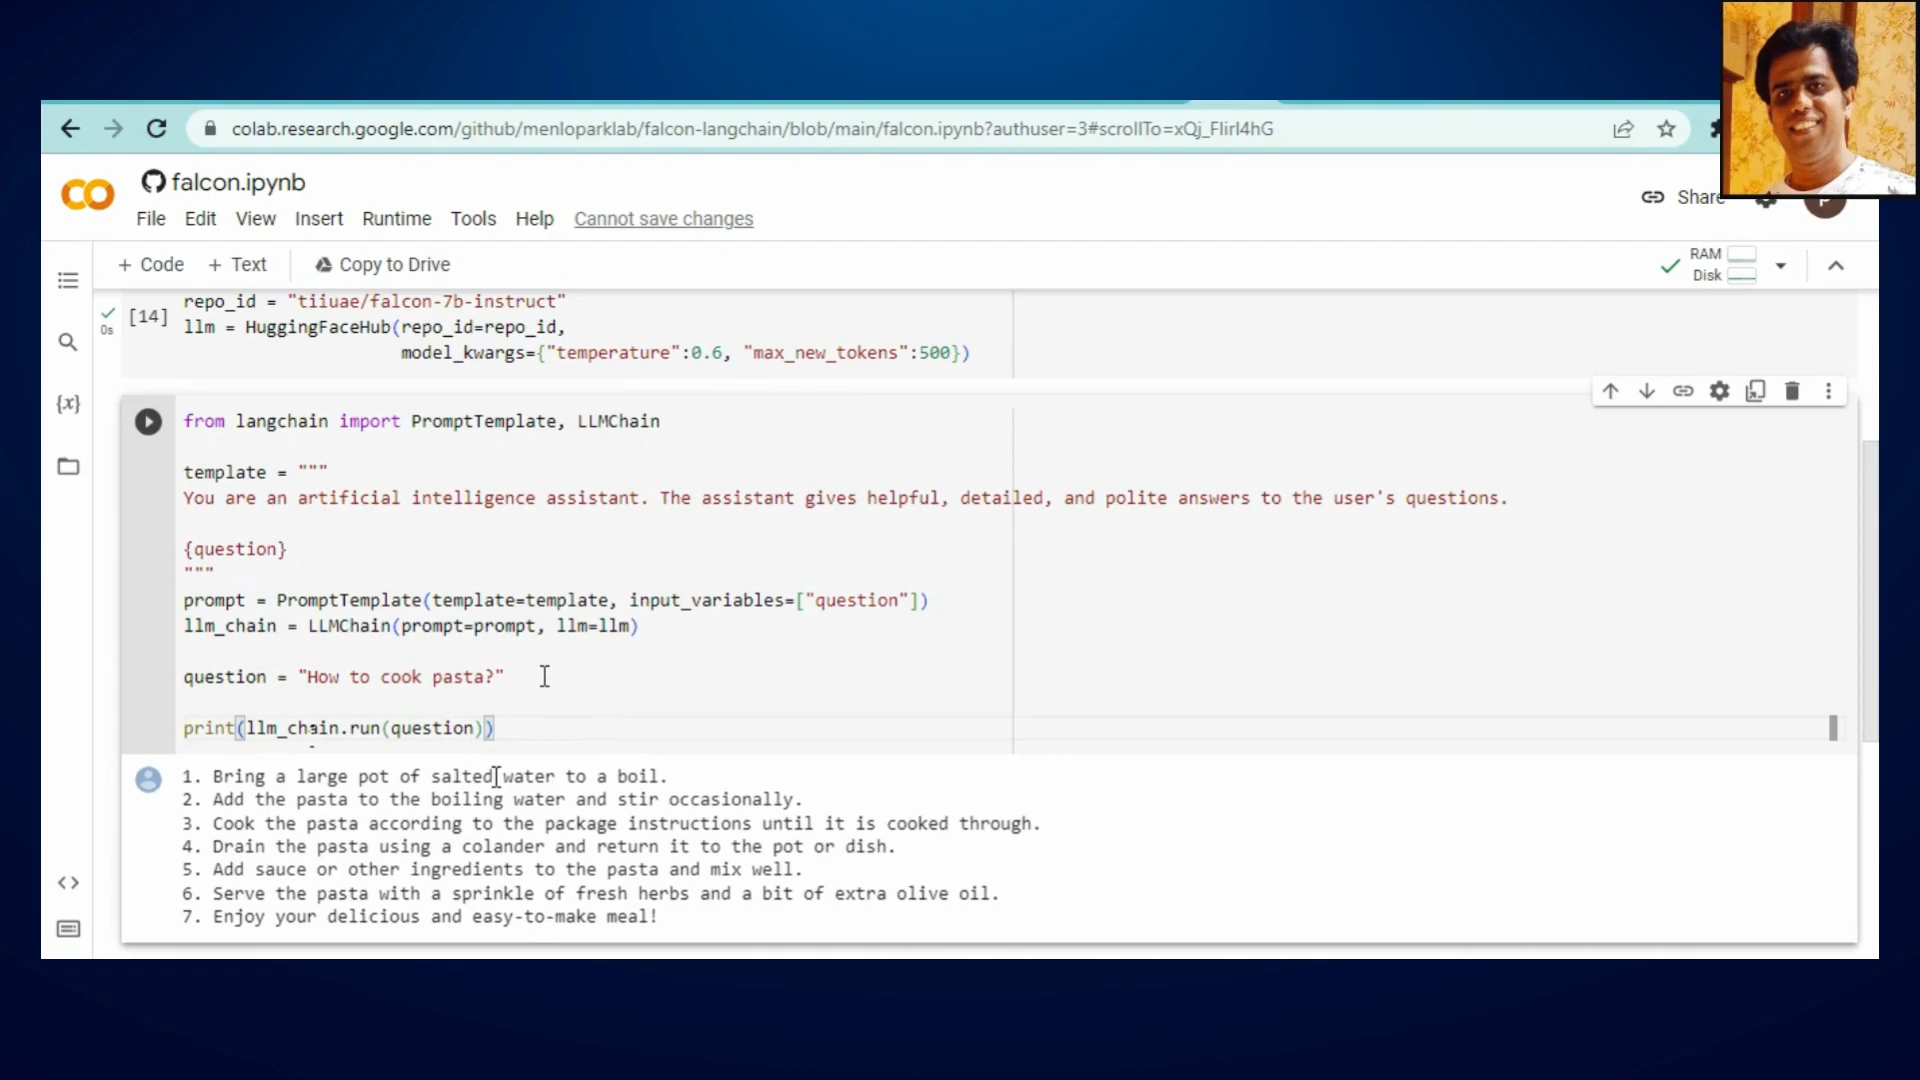 colab.research.google.com/github/menloparklab/falcon-langchain/blob/main/falcon.ipynb?authuser=3#scrollTo=xQj_FIirI4hG
falcon.ipynb
File Edit View Insert Runtime Tools Help Cannot save changes
Share
+ Code + Text Copy to Drive
RAM
Disk
repo_id = "tiiuae/falcon-7b-instruct"
0s [14]
llm = HuggingFaceHub(repo_id=repo_id,
model_kwargs={"temperature":0.6, "max_new_tokens":500})
from langchain import PromptTemplate, LLMChain
template = """
You are an artificial intelligence assistant. The assistant gives helpful, detailed, and polite answers to the user's questions.
{question}
"""
prompt = PromptTemplate(template=template, input_variables=["question"])
llm_chain = LLMChain(prompt=prompt, llm=llm)
question = "How to cook pasta?"
print(llm_chain.run(question))
1. Bring a large pot of salted water to a boil.
2. Add the pasta to the boiling water and stir occasionally.
3. Cook the pasta according to the package instructions until it is cooked through.
4. Drain the pasta using a colander and return it to the pot or dish.
5. Add sauce or other ingredients to the pasta and mix well.
6. Serve the pasta with a sprinkle of fresh herbs and a bit of extra olive oil.
7. Enjoy your delicious and easy-to-make meal!